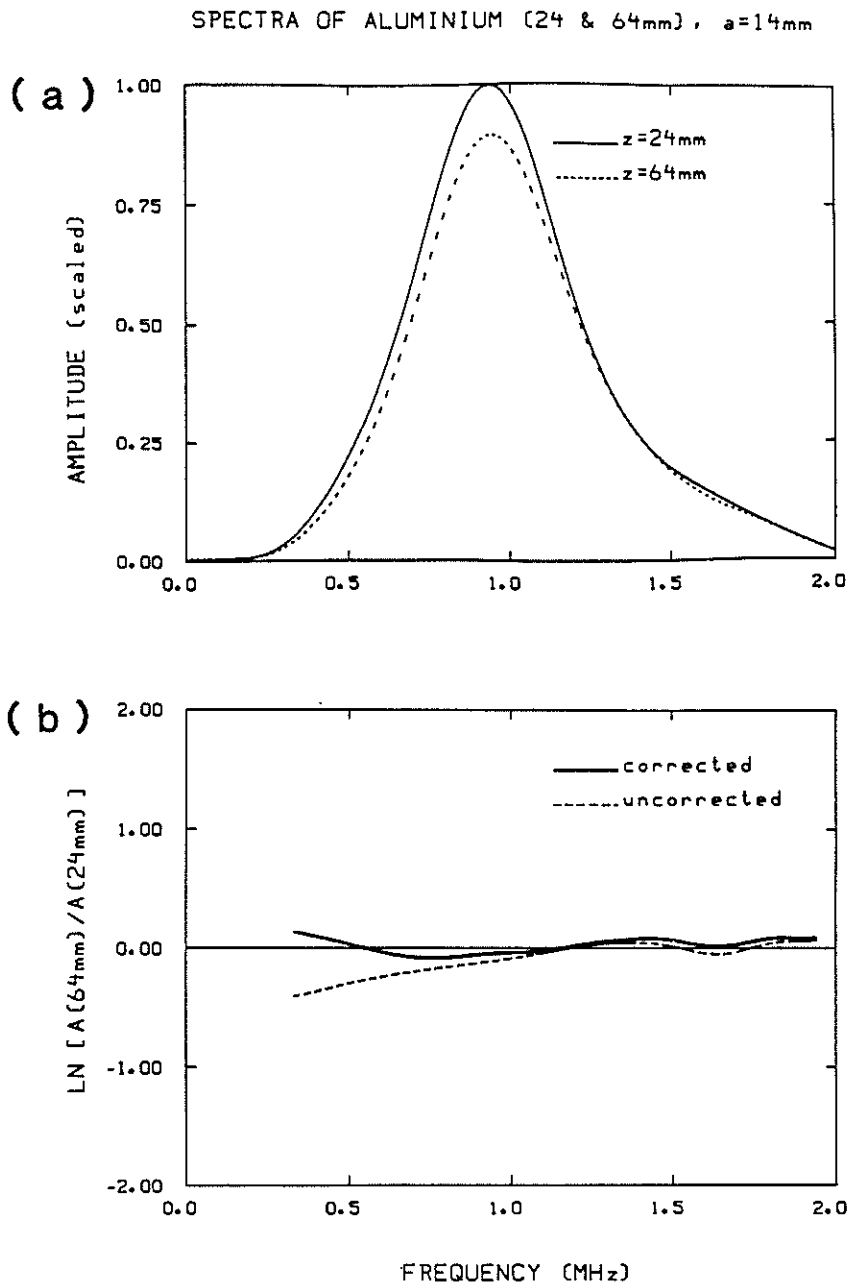 SPECTRA OF ALUMINIUM (24 & 64mm), a=14mm
(a)
AMPLITUDE (scaled)
1.00
0.75
0.50
0.25
0.00
z=24mm
z=64mm
0.0 0.5 1.0 1.5 2.0
(b)
LN [A(64mm)/A(24mm)]
2.00
1.00
0.00
-1.00
-2.00
corrected
uncorrected
0.0 0.5 1.0 1.5 2.0
FREQUENCY (MHz)